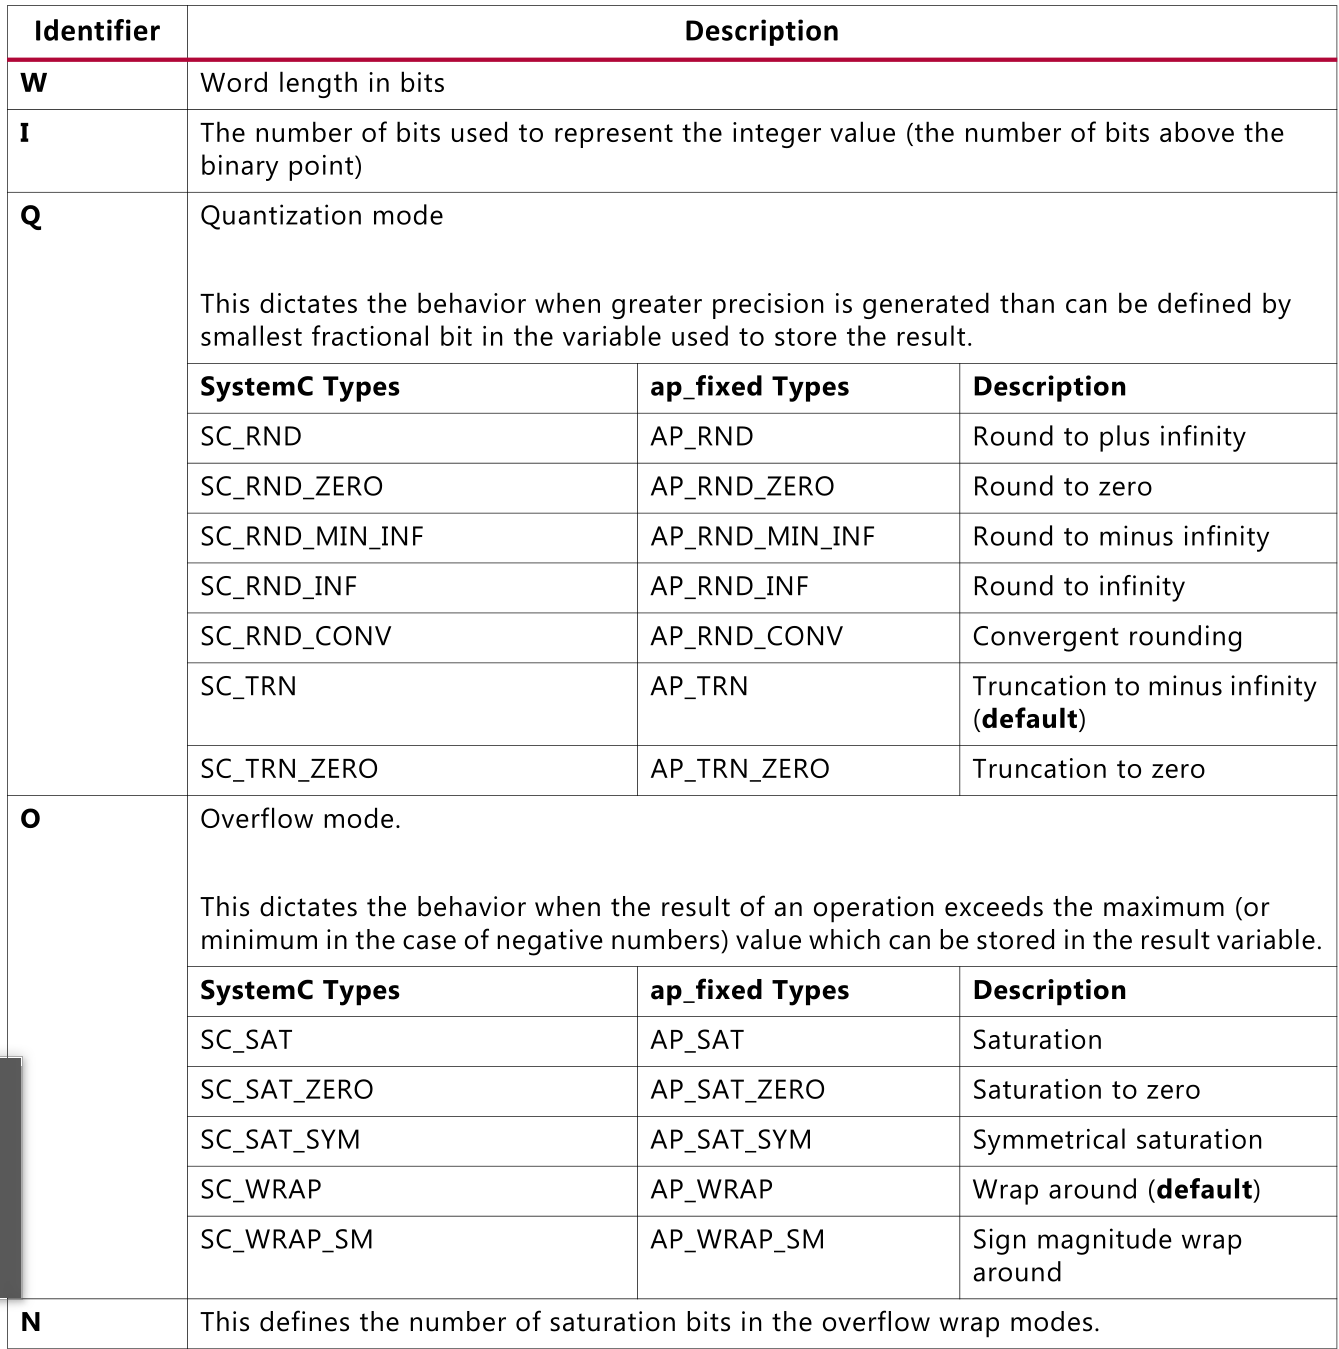 Identifier Description
W Word length in bits
I The number of bits used to represent the integer value (the number of bits above the
binary point)
Q Quantization mode
This dictates the behavior when greater precision is generated than can be defined by
smallest fractional bit in the variable used to store the result.
SystemC Types ap_fixed Types Description
SC_RND AP_RND Round to plus infinity
SC_RND_ZERO AP_RND_ZERO Round to zero
SC_RND_MIN_INF AP_RND_MIN_INF Round to minus infinity
SC_RND_INF AP_RND_INF Round to infinity
SC_RND_CONV AP_RND_CONV Convergent rounding
SC_TRN AP_TRN Truncation to minus infinity
(default)
SC_TRN_ZERO AP_TRN_ZERO Truncation to zero
O Overflow mode.
This dictates the behavior when the result of an operation exceeds the maximum (or
minimum in the case of negative numbers) value which can be stored in the result variable.
SystemC Types ap_fixed Types Description
SC_SAT AP_SAT Saturation
SC_SAT_ZERO AP_SAT_ZERO Saturation to zero
SC_SAT_SYM AP_SAT_SYM Symmetrical saturation
SC_WRAP AP_WRAP Wrap around (default)
SC_WRAP_SM AP_WRAP_SM Sign magnitude wrap
around
N This defines the number of saturation bits in the overflow wrap modes.